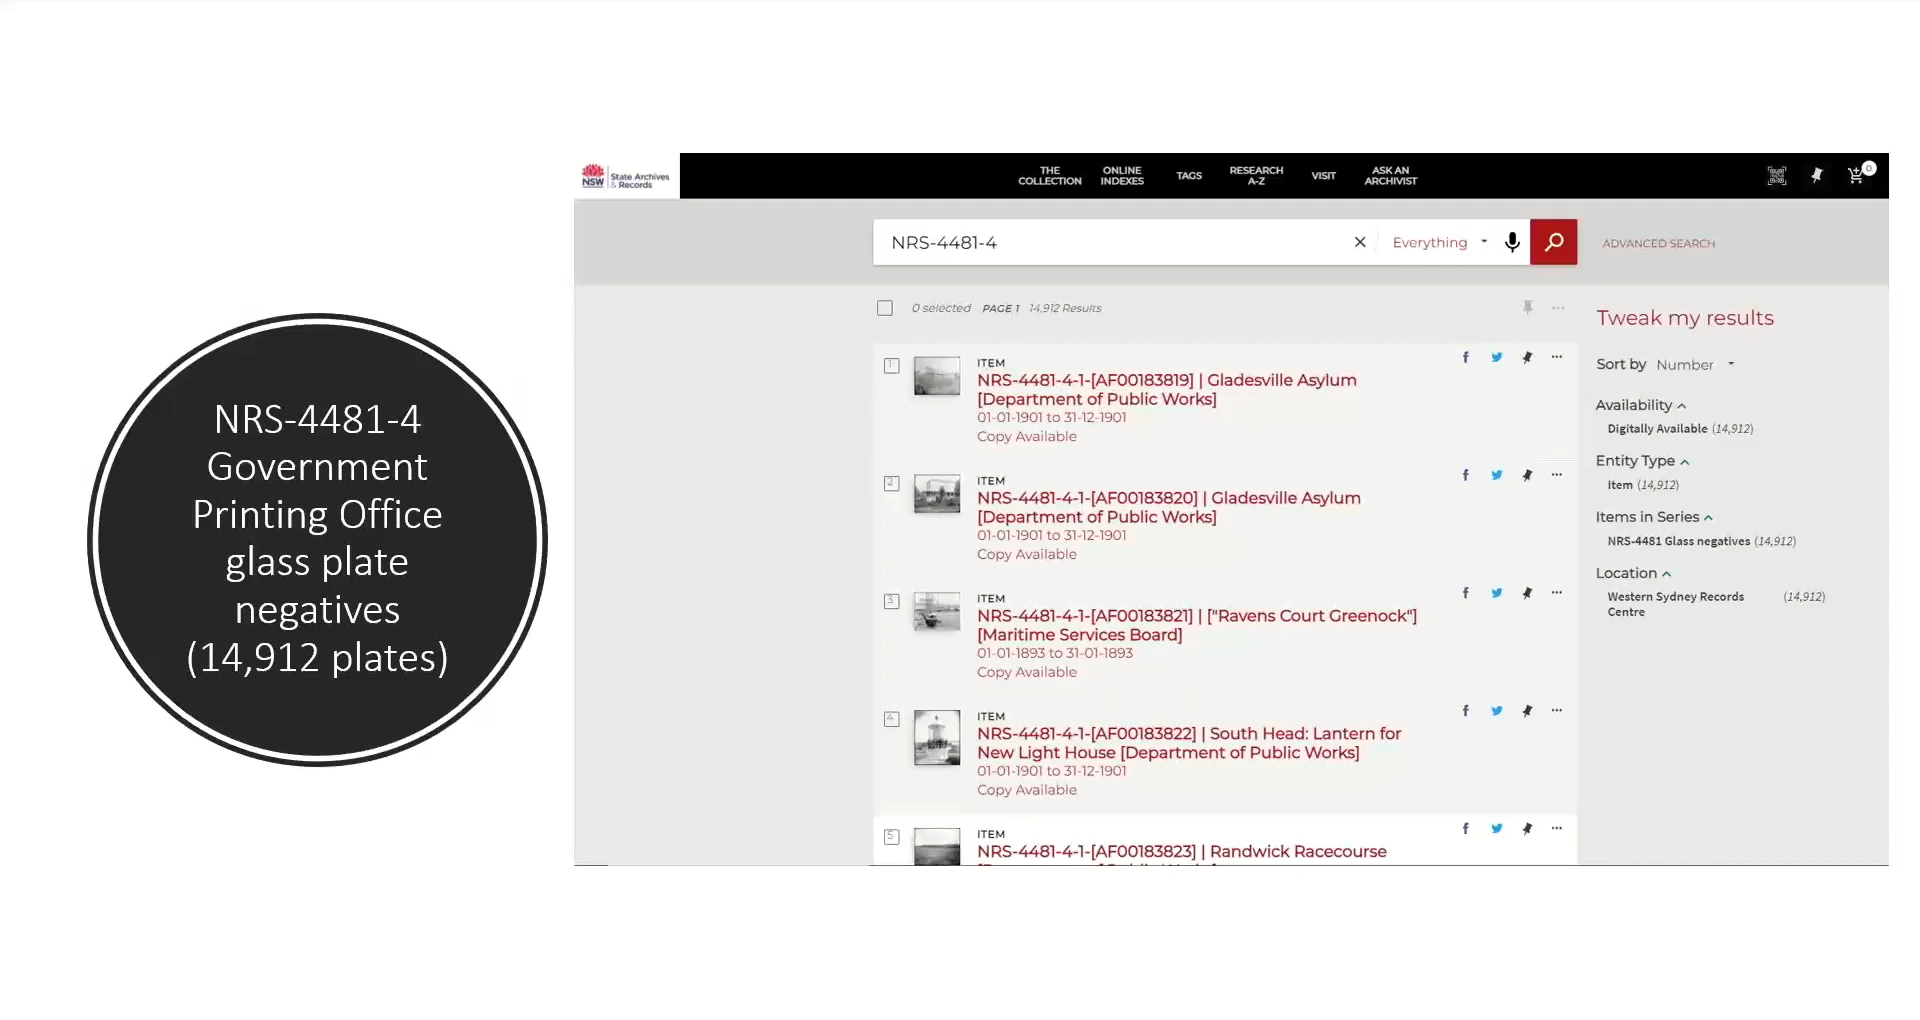 NRS-4481-4
Government
Printing Office
glass plate
negatives
(14,912 plates)
NSW
State Archives
& Records
THE
COLLECTION
ONLINE
INDEXES
TAGS
RESEARCH
A-Z
VISIT
ASK AN
ARCHIVIST
0
NRS-4481-4
Everything
ADVANCED SEARCH
0 selected PAGE 1 14,912 Results
1
ITEM
NRS-4481-4-1-[AF00183819] | Gladesville Asylum
[Department of Public Works]
01-01-1901 to 31-12-1901
Copy Available
2
ITEM
NRS-4481-4-1-[AF00183820] | Gladesville Asylum
[Department of Public Works]
01-01-1901 to 31-12-1901
Copy Available
3
ITEM
NRS-4481-4-1-[AF00183821] | ["Ravens Court Greenock"]
[Maritime Services Board]
01-01-1893 to 31-01-1893
Copy Available
4
ITEM
NRS-4481-4-1-[AF00183822] | South Head: Lantern for
New Light House [Department of Public Works]
01-01-1901 to 31-12-1901
Copy Available
5
ITEM
NRS-4481-4-1-[AF00183823] | Randwick Racecourse
Tweak my results
Sort by Number
Availability
Digitally Available (14,912)
Entity Type
Item (14,912)
Items in Series
NRS-4481 Glass negatives (14,912)
Location
Western Sydney Records (14,912)
Centre